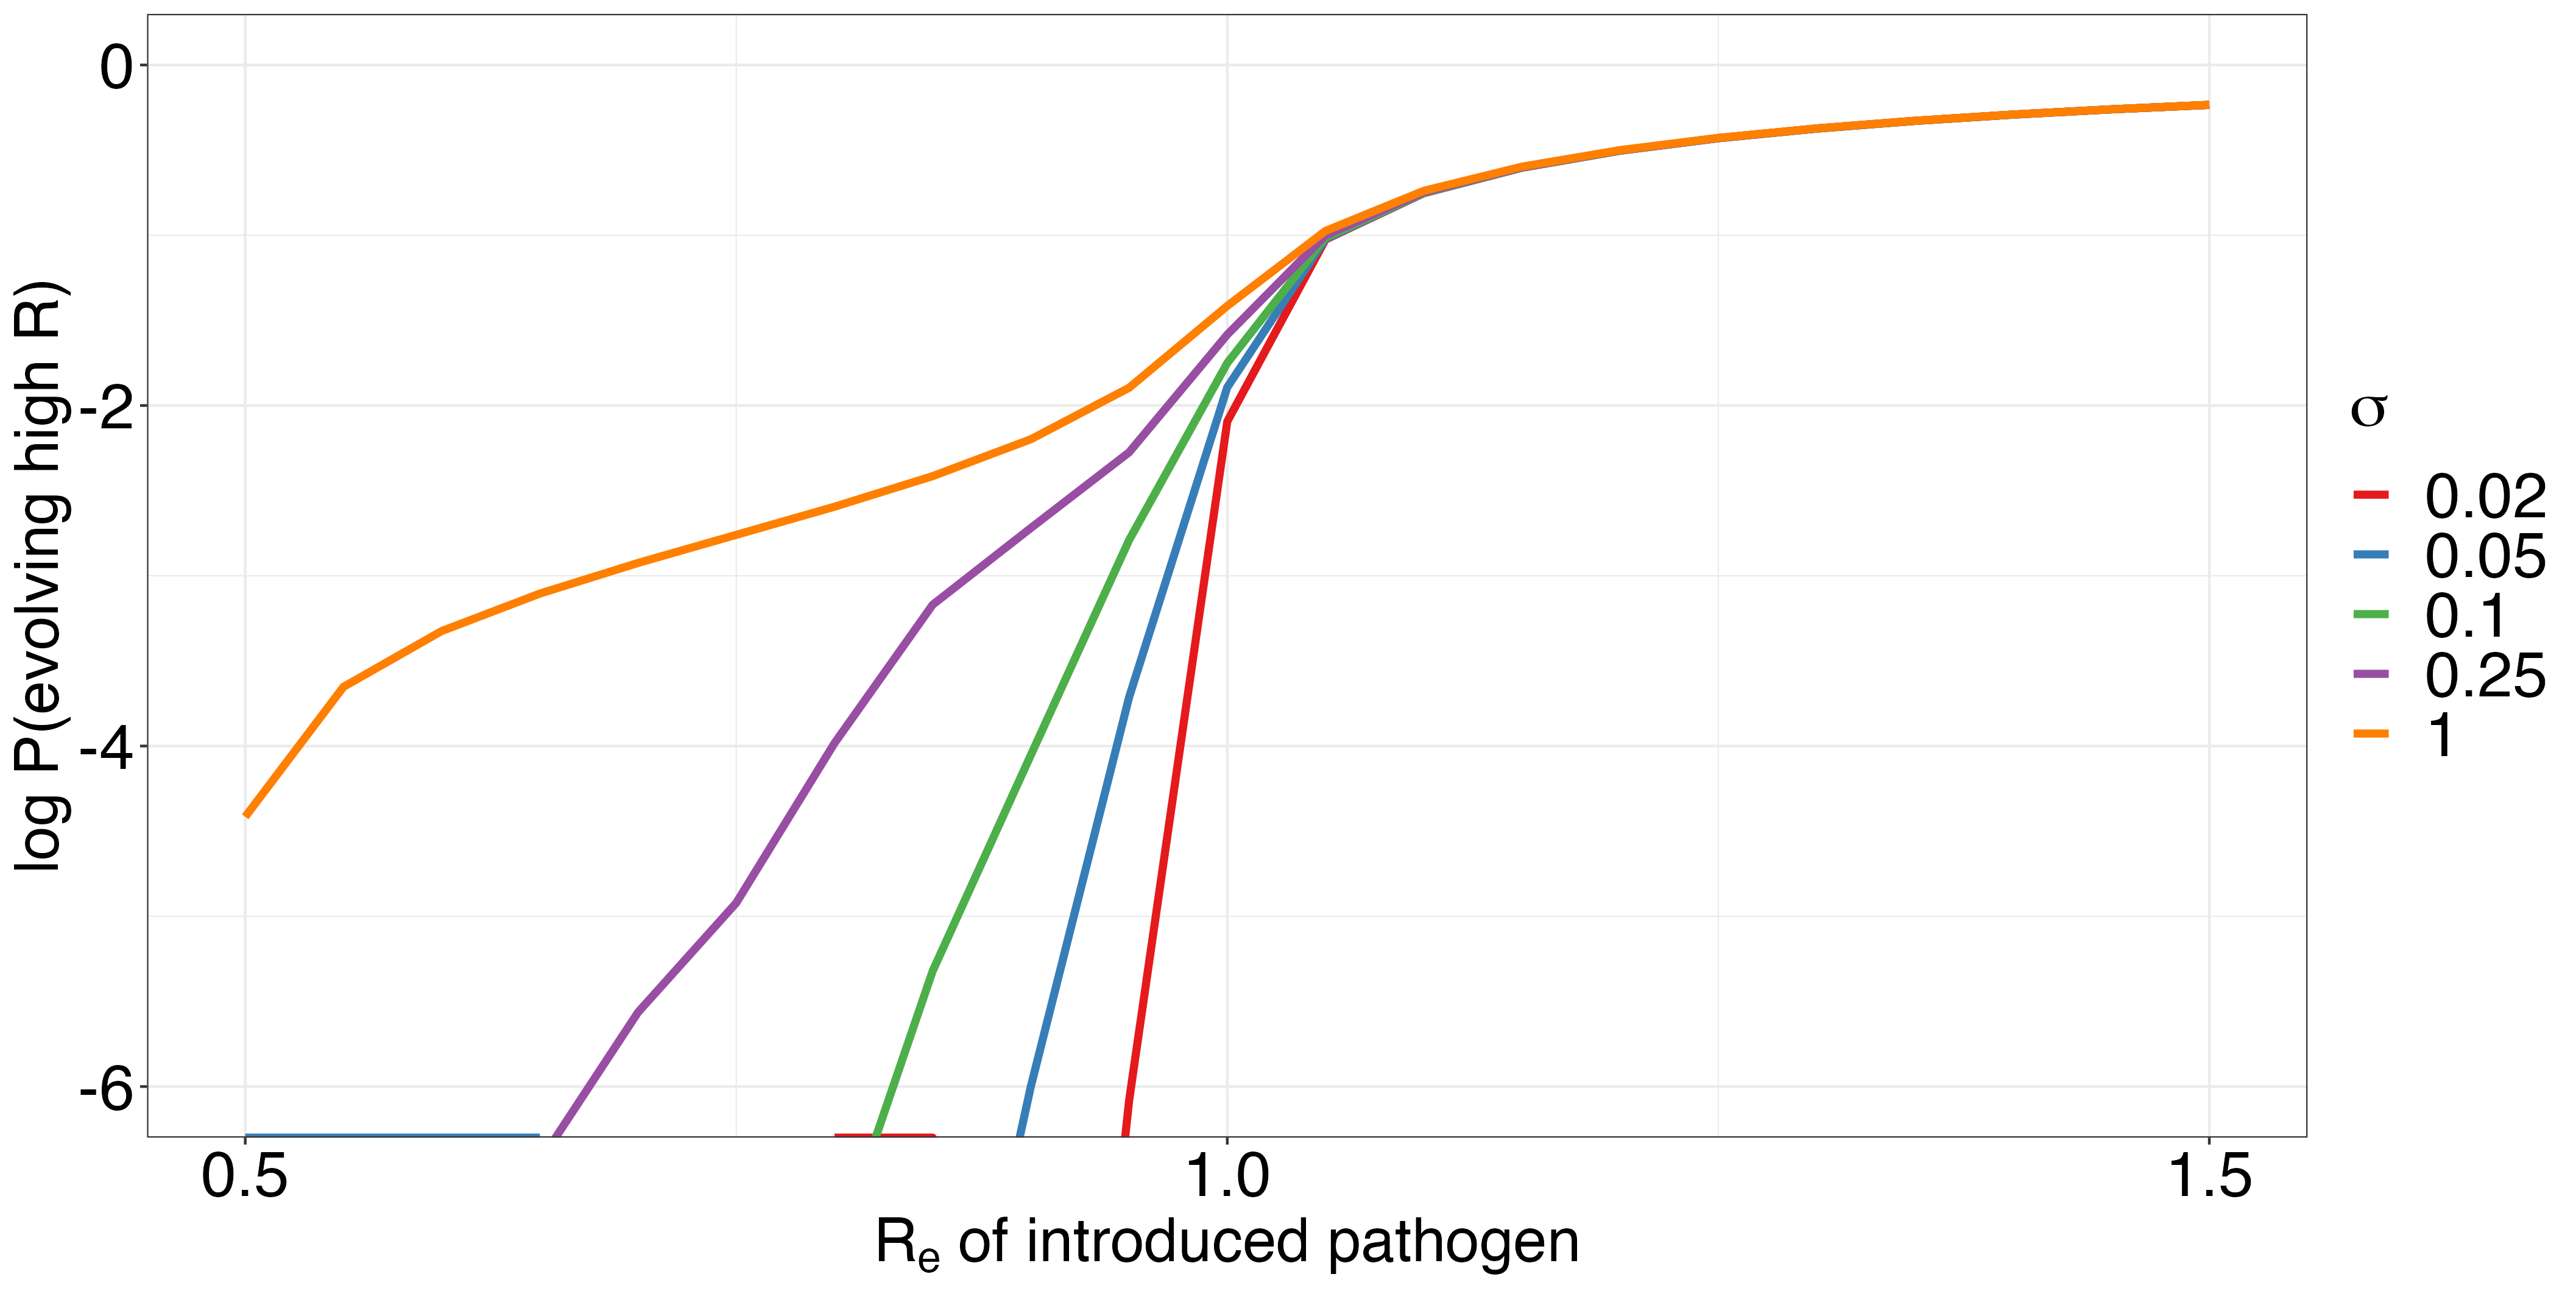 log P(evolving high R)
0
-2
-4
-6
0.5 1.0 1.5
Rₑ of introduced pathogen
σ
0.02
0.05
0.1
0.25
1